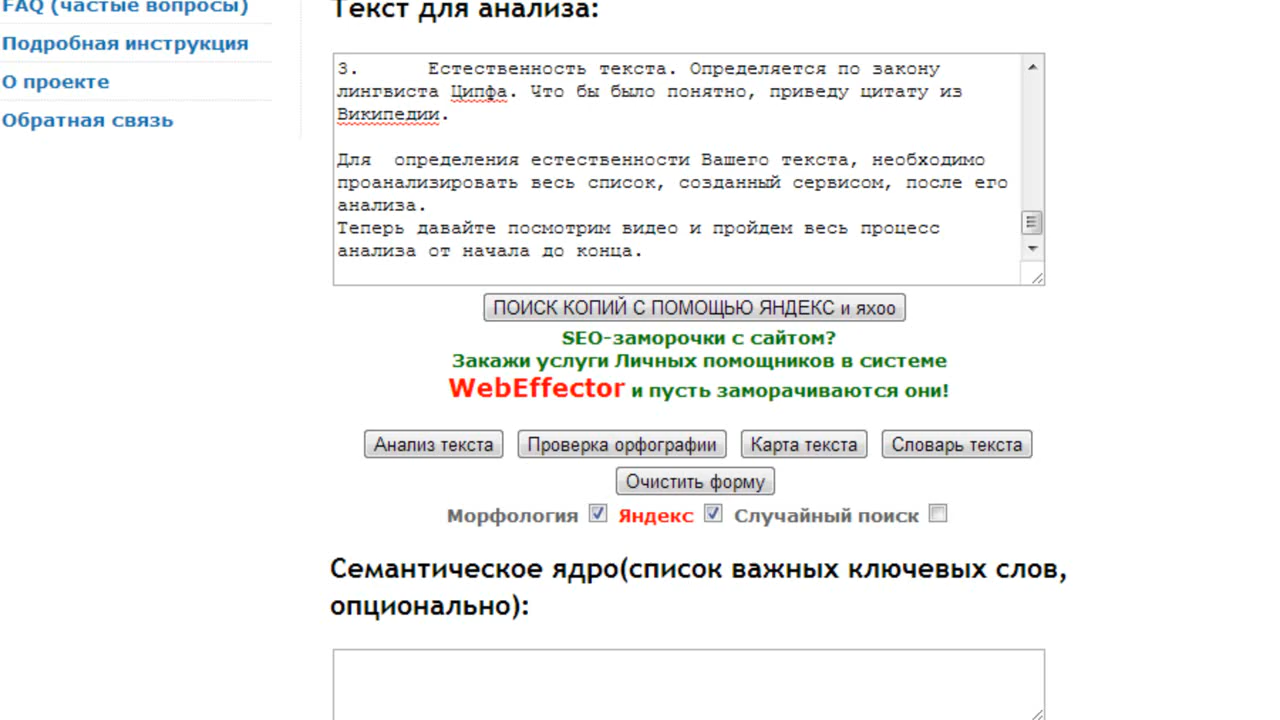 FAQ (частые вопросы)
Подробная инструкция
О проекте
Обратная связь
Текст для анализа:
3. Естественность текста. Определяется по закону
лингвиста Ципфа. Что бы было понятно, приведу цитату из
Википедии.
Для определения естественности Вашего текста, необходимо
проанализировать весь список, созданный сервисом, после его
анализа.
Теперь давайте посмотрим видео и пройдем весь процесс
анализа от начала до конца.
ПОИСК КОПИЙ С ПОМОЩЬЮ ЯНДЕКС и яхоо
SEO-заморочки с сайтом?
Закажи услуги Личных помощников в системе
WebEffector и пусть заморачиваются они!
Анализ текста Проверка орфографии Карта текста Словарь текста
Очистить форму
Морфология Яндекс Случайный поиск
Семантическое ядро(список важных ключевых слов,
опционально):